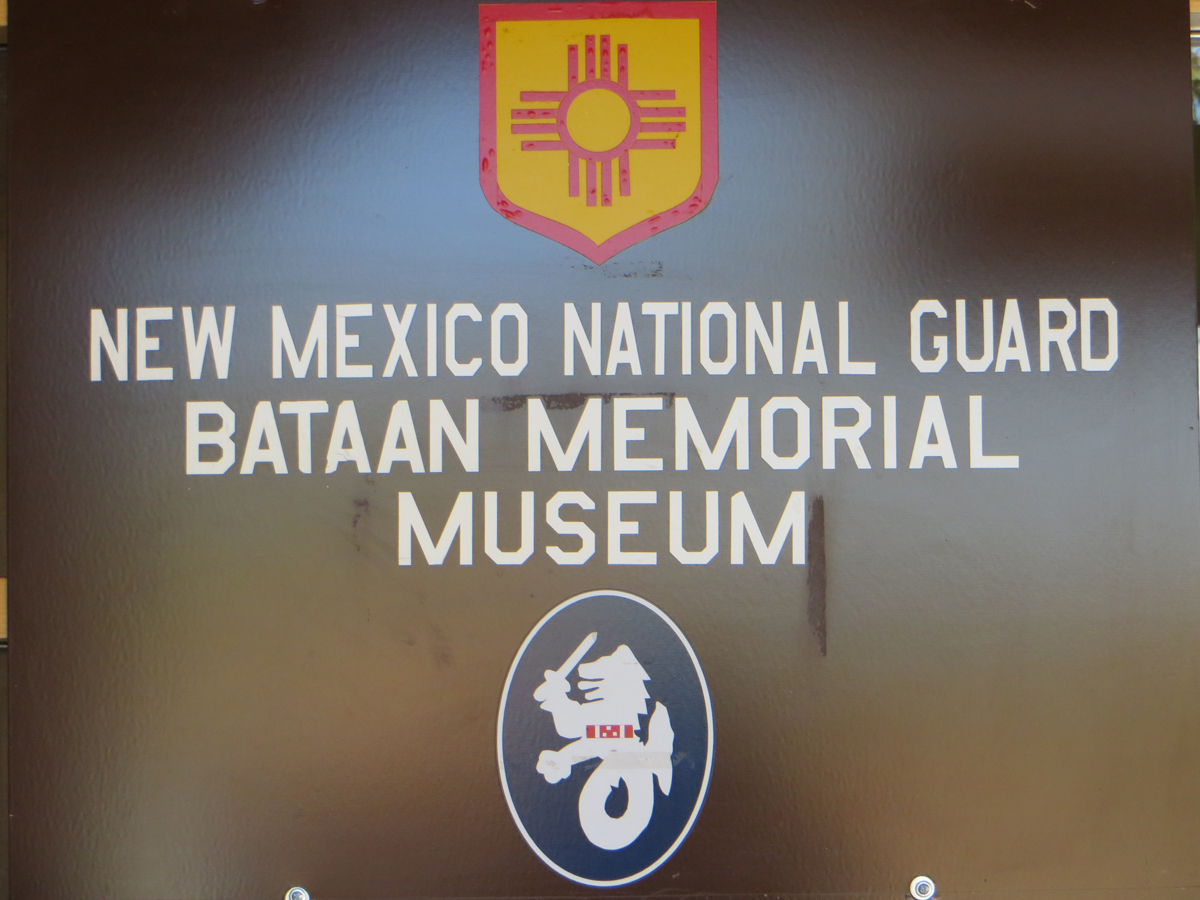 NEW MEXICO NATIONAL GUARD
BATAAN MEMORIAL
MUSEUM